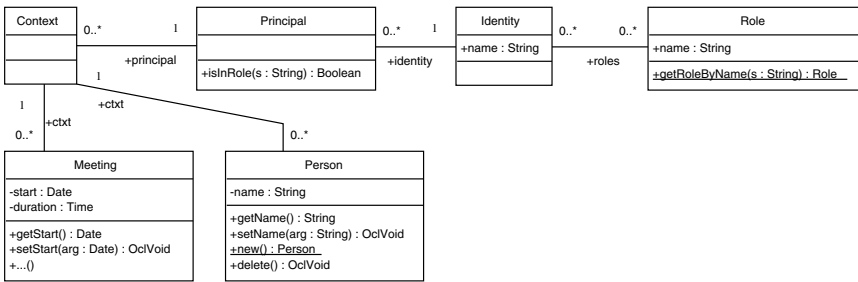 Context
Principal
Identity
Role
0..*
1
+principal
+isInRole(s : String) : Boolean
0..*
1
+identity
+name : String
0..*
0..*
+roles
+name : String
+getRoleByName(s : String) : Role
1
+ctxt
0..*
1
+ctxt
0..*
Meeting
-start : Date
-duration : Time
+getStart() : Date
+setStart(arg : Date) : OclVoid
+...()
Person
-name : String
+getName() : String
+setName(arg : String) : OclVoid
+new() : Person
+delete() : OclVoid